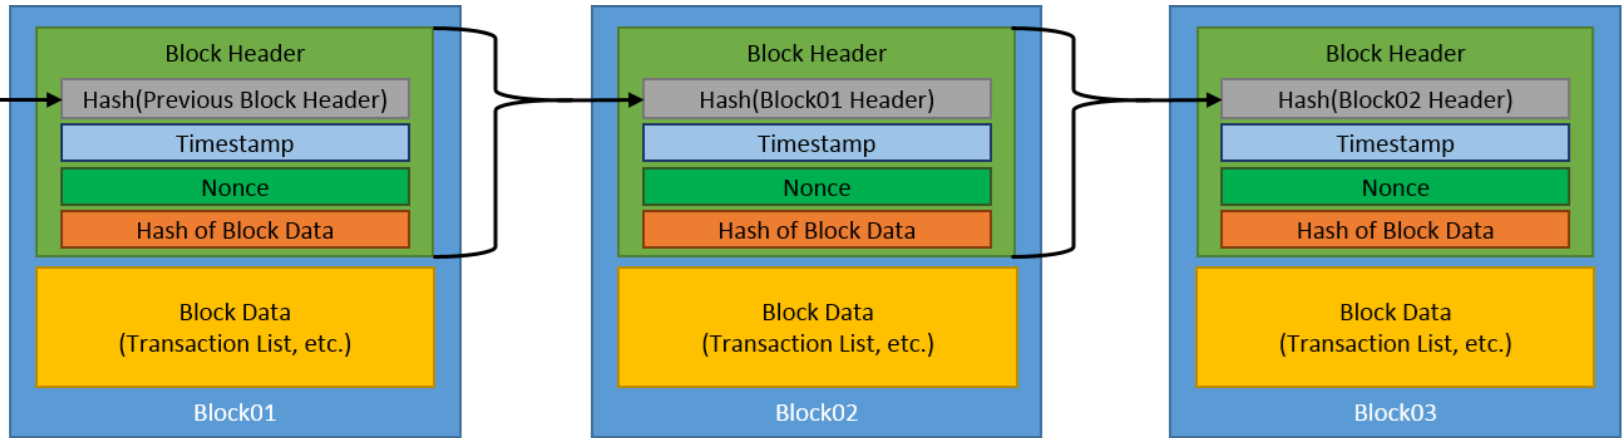 Block Header
Hash(Previous Block Header)
Timestamp
Nonce
Hash of Block Data
Block Data
(Transaction List, etc.)
Block01
Block Header
Hash(Block01 Header)
Timestamp
Nonce
Hash of Block Data
Block Data
(Transaction List, etc.)
Block02
Block Header
Hash(Block02 Header)
Timestamp
Nonce
Hash of Block Data
Block Data
(Transaction List, etc.)
Block03